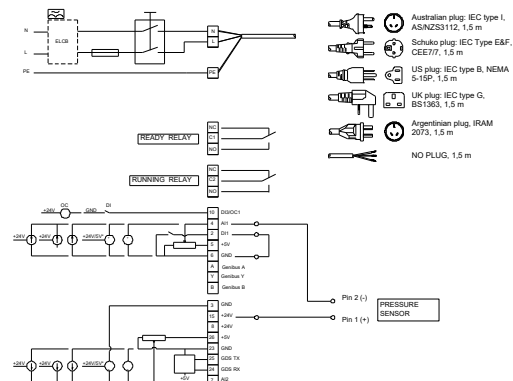 N
ELCB
L
PE
N
L
PE
Australian plug: IEC type I,
AS/NZS3112, 1,5 m
Schuko plug: IEC Type E&F,
CEE7/7, 1,5 m
US plug: IEC type B, NEMA
5-15P, 1,5 m
UK plug: IEC type G,
BS1363, 1,5 m
Argentinian plug, IRAM
2073, 1,5 m
NO PLUG, 1,5 m
READY RELAY
NC
C1
NO
RUNNING RELAY
NC
C2
NO
+24V OC GND DI
10 DI3/OC1
4 AI1
2 DI1
5 +5V
6 GND
A Genibus A
Y Genibus Y
B Genibus B
+24V +24V +24V/5V*
3 GND
15 +24V
8 +24V
26 +5V
23 GND
25 GDS TX
24 GDS RX
7 AI2
+5V
+24V +24V +24V/5V*
Pin 2 (-)
Pin 1 (+)
PRESSURE
SENSOR